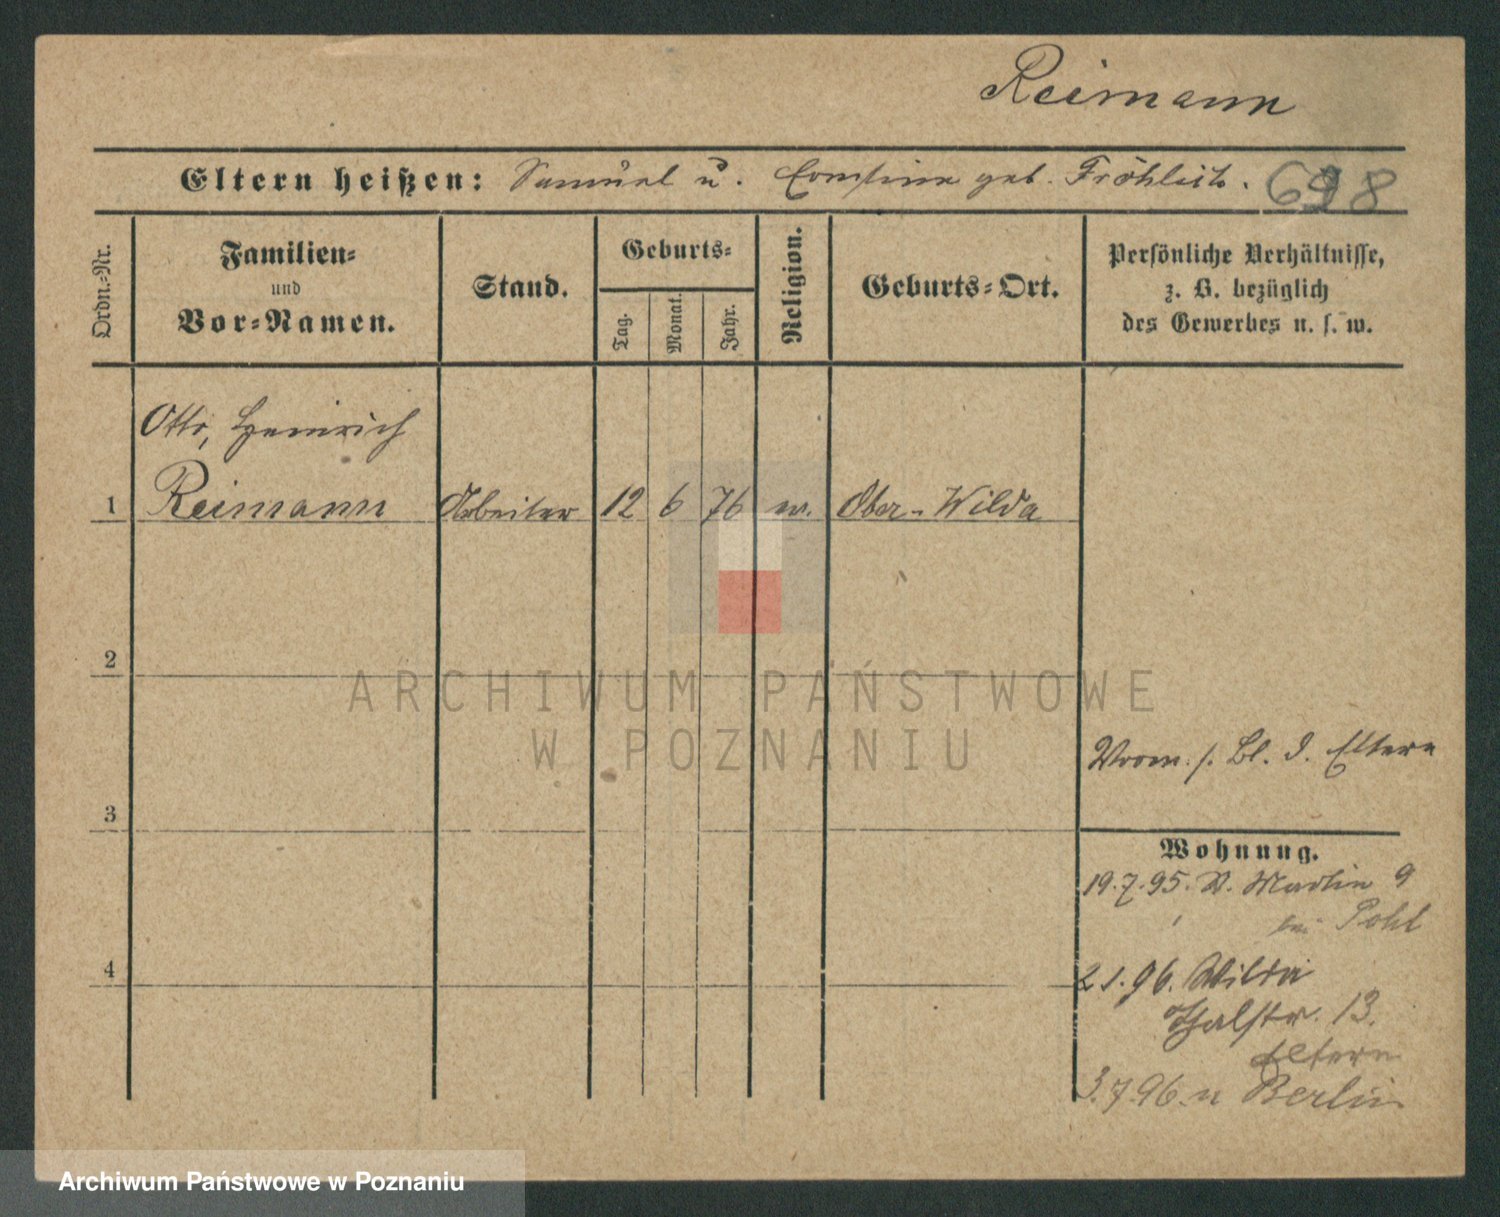 Reimann
Eltern heißen: Samuel u. geb. Fröhlich. 698
Ordn.-Nr.
Familien-
und
Vor-Namen.
Stand.
Geburts-
Tag.
Monat.
Jahr.
Religion.
Geburts-Ort.
Persönliche Verhältnisse,
z. B. bezüglich
des Gewerbes u. s. w.
Otto, Heinrich
1 Reimann Arbeiter 12 6 76 Ober-Wilda
2
ARCHIWUM PAŃSTWOWE
W POZNANIU
Bl. d. Eltern
3
Wohnung.
19.7.95. St. Martin 9
bei Pohl
4
2 1.96. Wilda
Thalstr. 13.
Eltern
3.7.96. n Berlin
Archiwum Państwowe w Poznaniu